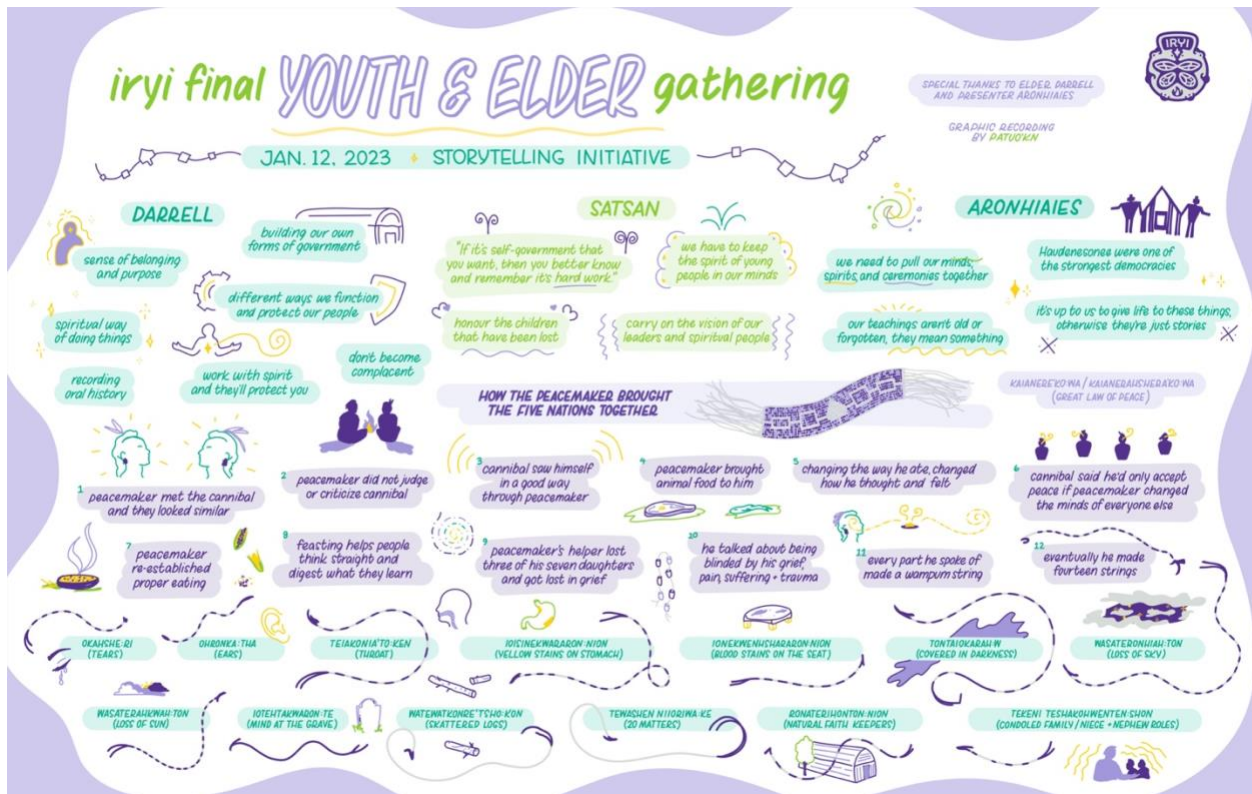 iryi final YOUTH & ELDER gathering
JAN. 12, 2023 STORYTELLING INITIATIVE
SPECIAL THANKS TO ELDER DARRELL
AND PRESENTER ARONHIAIES
GRAPHIC RECORDING
BY PATUO'KN
IRYI
DARRELL
sense of belonging
and purpose
building our own
forms of government
different ways we function
and protect our people
spiritual way
of doing things
work with spirit
and they'll protect you
don't become
complacent
recording
oral history
SATSAN
"If it's self-government that
you want, then you better know
and remember it's hard work."
we have to keep
the spirit of young
people in our minds
honour the children
that have been lost
carry on the vision of our
leaders and spiritual people
ARONHIAIES
we need to pull our minds,
spirits, and ceremonies together
Haudenesonee were one of
the strongest democracies
our teachings aren't old or
forgotten, they mean something
it's up to us to give life to these things,
otherwise they're just stories
HOW THE PEACEMAKER BROUGHT
THE FIVE NATIONS TOGETHER
KAIANERE'KO WA / KAIANERAHSHERA'KO WA
(GREAT LAW OF PEACE)
1 peacemaker met the cannibal
and they looked similar
2 peacemaker did not judge
or criticize cannibal
3 cannibal saw himself
in a good way
through peacemaker
4 peacemaker brought
animal food to him
5 changing the way he ate, changed
how he thought and felt
6 cannibal said he'd only accept
peace if peacemaker changed
the minds of everyone else
7 peacemaker
re-established
proper eating
8 feasting helps people
think straight and
digest what they learn
9 peacemaker's helper lost
three of his seven daughters
and got lost in grief
10 he talked about being
blinded by his grief,
pain, suffering + trauma
11 every part he spoke of
made a wampum string
12 eventually he made
fourteen strings
OKAHSHE:RI
(TEARS)
OHRONKA:THA
(EARS)
TEIAKONIA'TO:KEN
(THROAT)
(YELLOW STAINS ON STOMACH)
IONEKWENHSHARARON:NION
(BLOOD STAINS ON THE SEAT)
TONTAIOKARAH:W
(COVERED IN DARKNESS)
WASATERONHIAH:TON
(LOSS OF SKY)
WASATERAHKWAH:TON
(LOSS OF SUN)
IOTEHTAKWARON:TE
(MIND AT THE GRAVE)
WATEWATKONRE'TSHO:KON
(SKATTERED LOGS)
TEWASHEN NIIORIWA:KE
(20 MATTERS)
RONATERIHONTON:NION
(NATURAL FAITH KEEPERS)
TEKENI TESHAKOHWENTEN:SHON
(CONDOLED FAMILY / NIECE + NEPHEW ROLES)